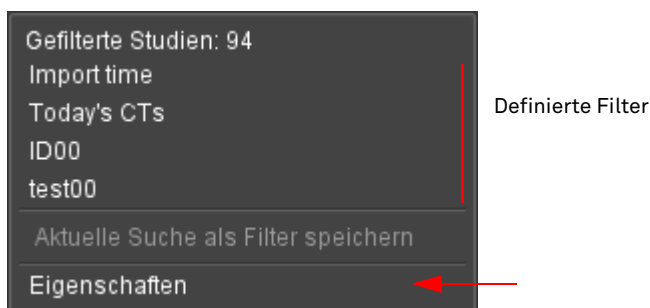 Gefilterte Studien: 94
Import time
Today's CTs
Definierte Filter
ID00
test00
Aktuelle Suche als Filter speichern
Eigenschaften